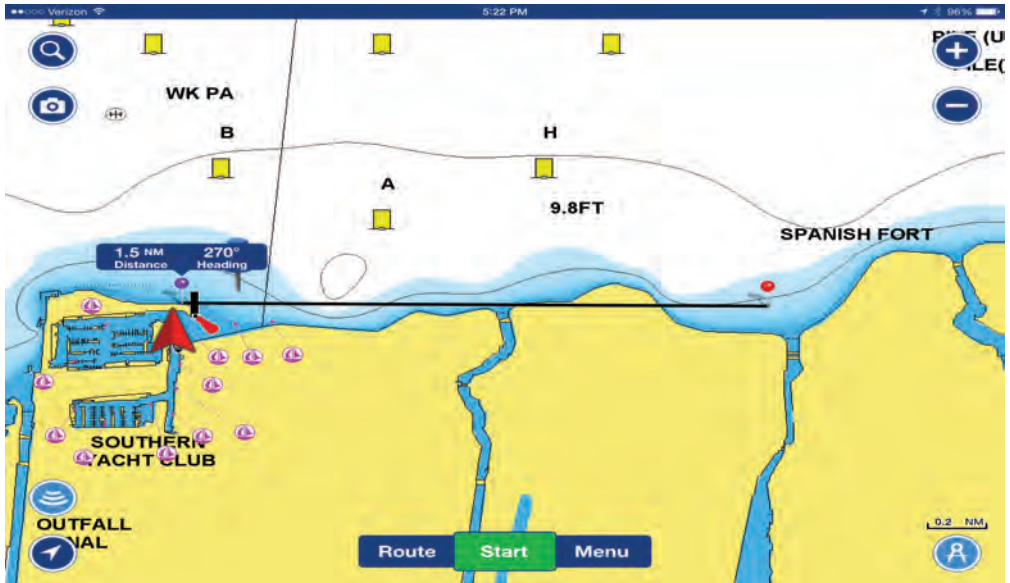 Verizon 5:22 PM 96%
WK PA
B
H
A
9.8FT
SPANISH FORT
1.5 NM 270°
Distance Heading
SOUTHERN
YACHT CLUB
OUTFALL
0.2 NM
Route Start Menu